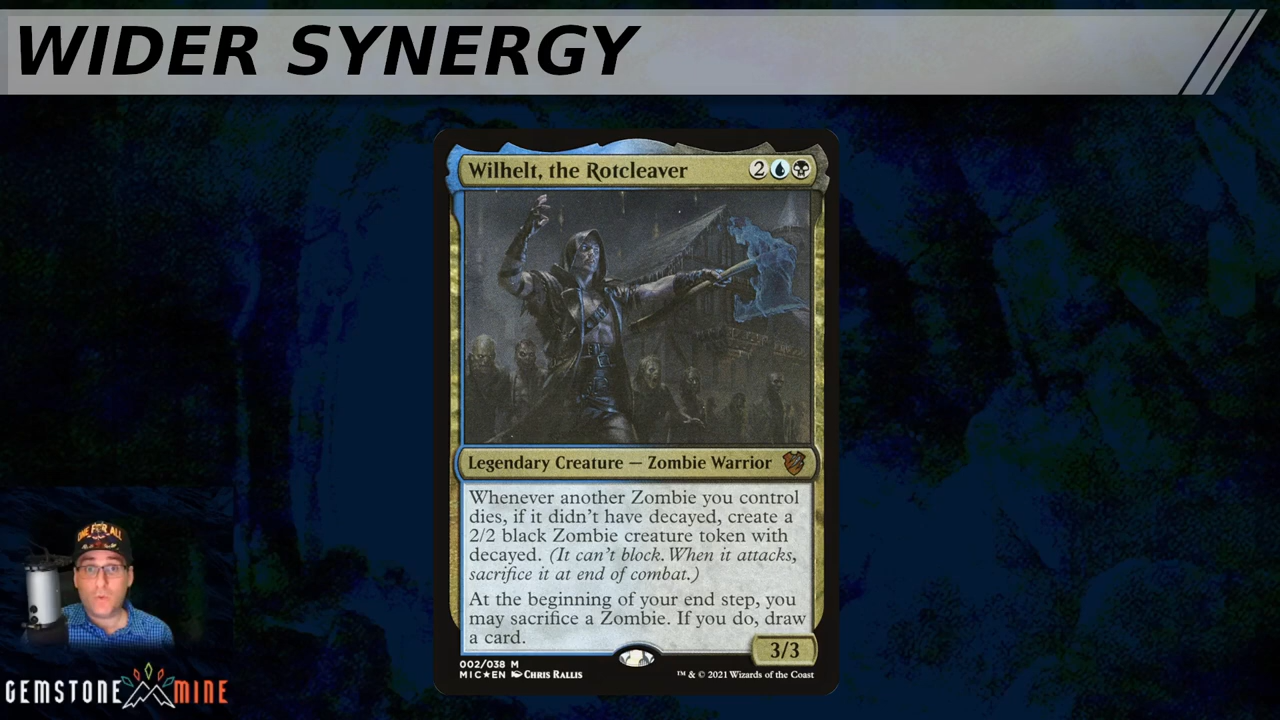 WIDER SYNERGY
Wilhelt, the Rotcleaver 2
Legendary Creature — Zombie Warrior
Whenever another Zombie you control
dies, if it didn't have decayed, create a
2/2 black Zombie creature token with
decayed. (It can't block. When it attacks,
sacrifice it at end of combat.)
At the beginning of your end step, you
may sacrifice a Zombie. If you do, draw
a card.
3/3
002/038 M
MIC★EN Chris Rallis
™ & © 2021 Wizards of the Coast
ONE FOR ALL
GEMSTONE MINE